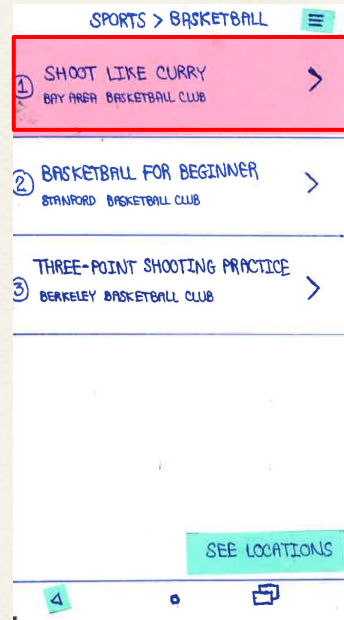 SPORTS > BASKETBALL
1 SHOOT LIKE CURRY
BAY AREA BASKETBALL CLUB
2 BASKETBALL FOR BEGINNER
STANFORD BASKETBALL CLUB
THREE-POINT SHOOTING PRACTICE
3 BERKELEY BASKETBALL CLUB
SEE LOCATIONS